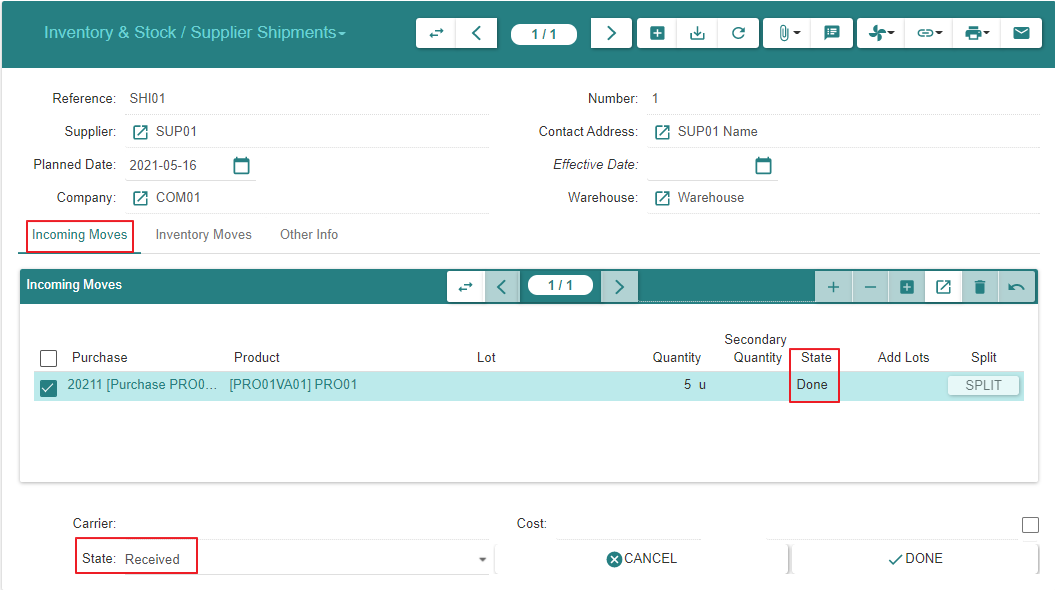 Inventory & Stock / Supplier Shipments
1 / 1
Reference: SHI01
Number: 1
Supplier: SUP01
Contact Address: SUP01 Name
Planned Date: 2021-05-16
Effective Date:
Company: COM01
Warehouse: Warehouse
Incoming Moves Inventory Moves Other Info
Incoming Moves
1 / 1
Purchase Product Lot Quantity Secondary Quantity State Add Lots Split
20211 [Purchase PRO0... [PRO01VA01] PRO01 5 u Done SPLIT
Carrier:
Cost:
State: Received
CANCEL
DONE